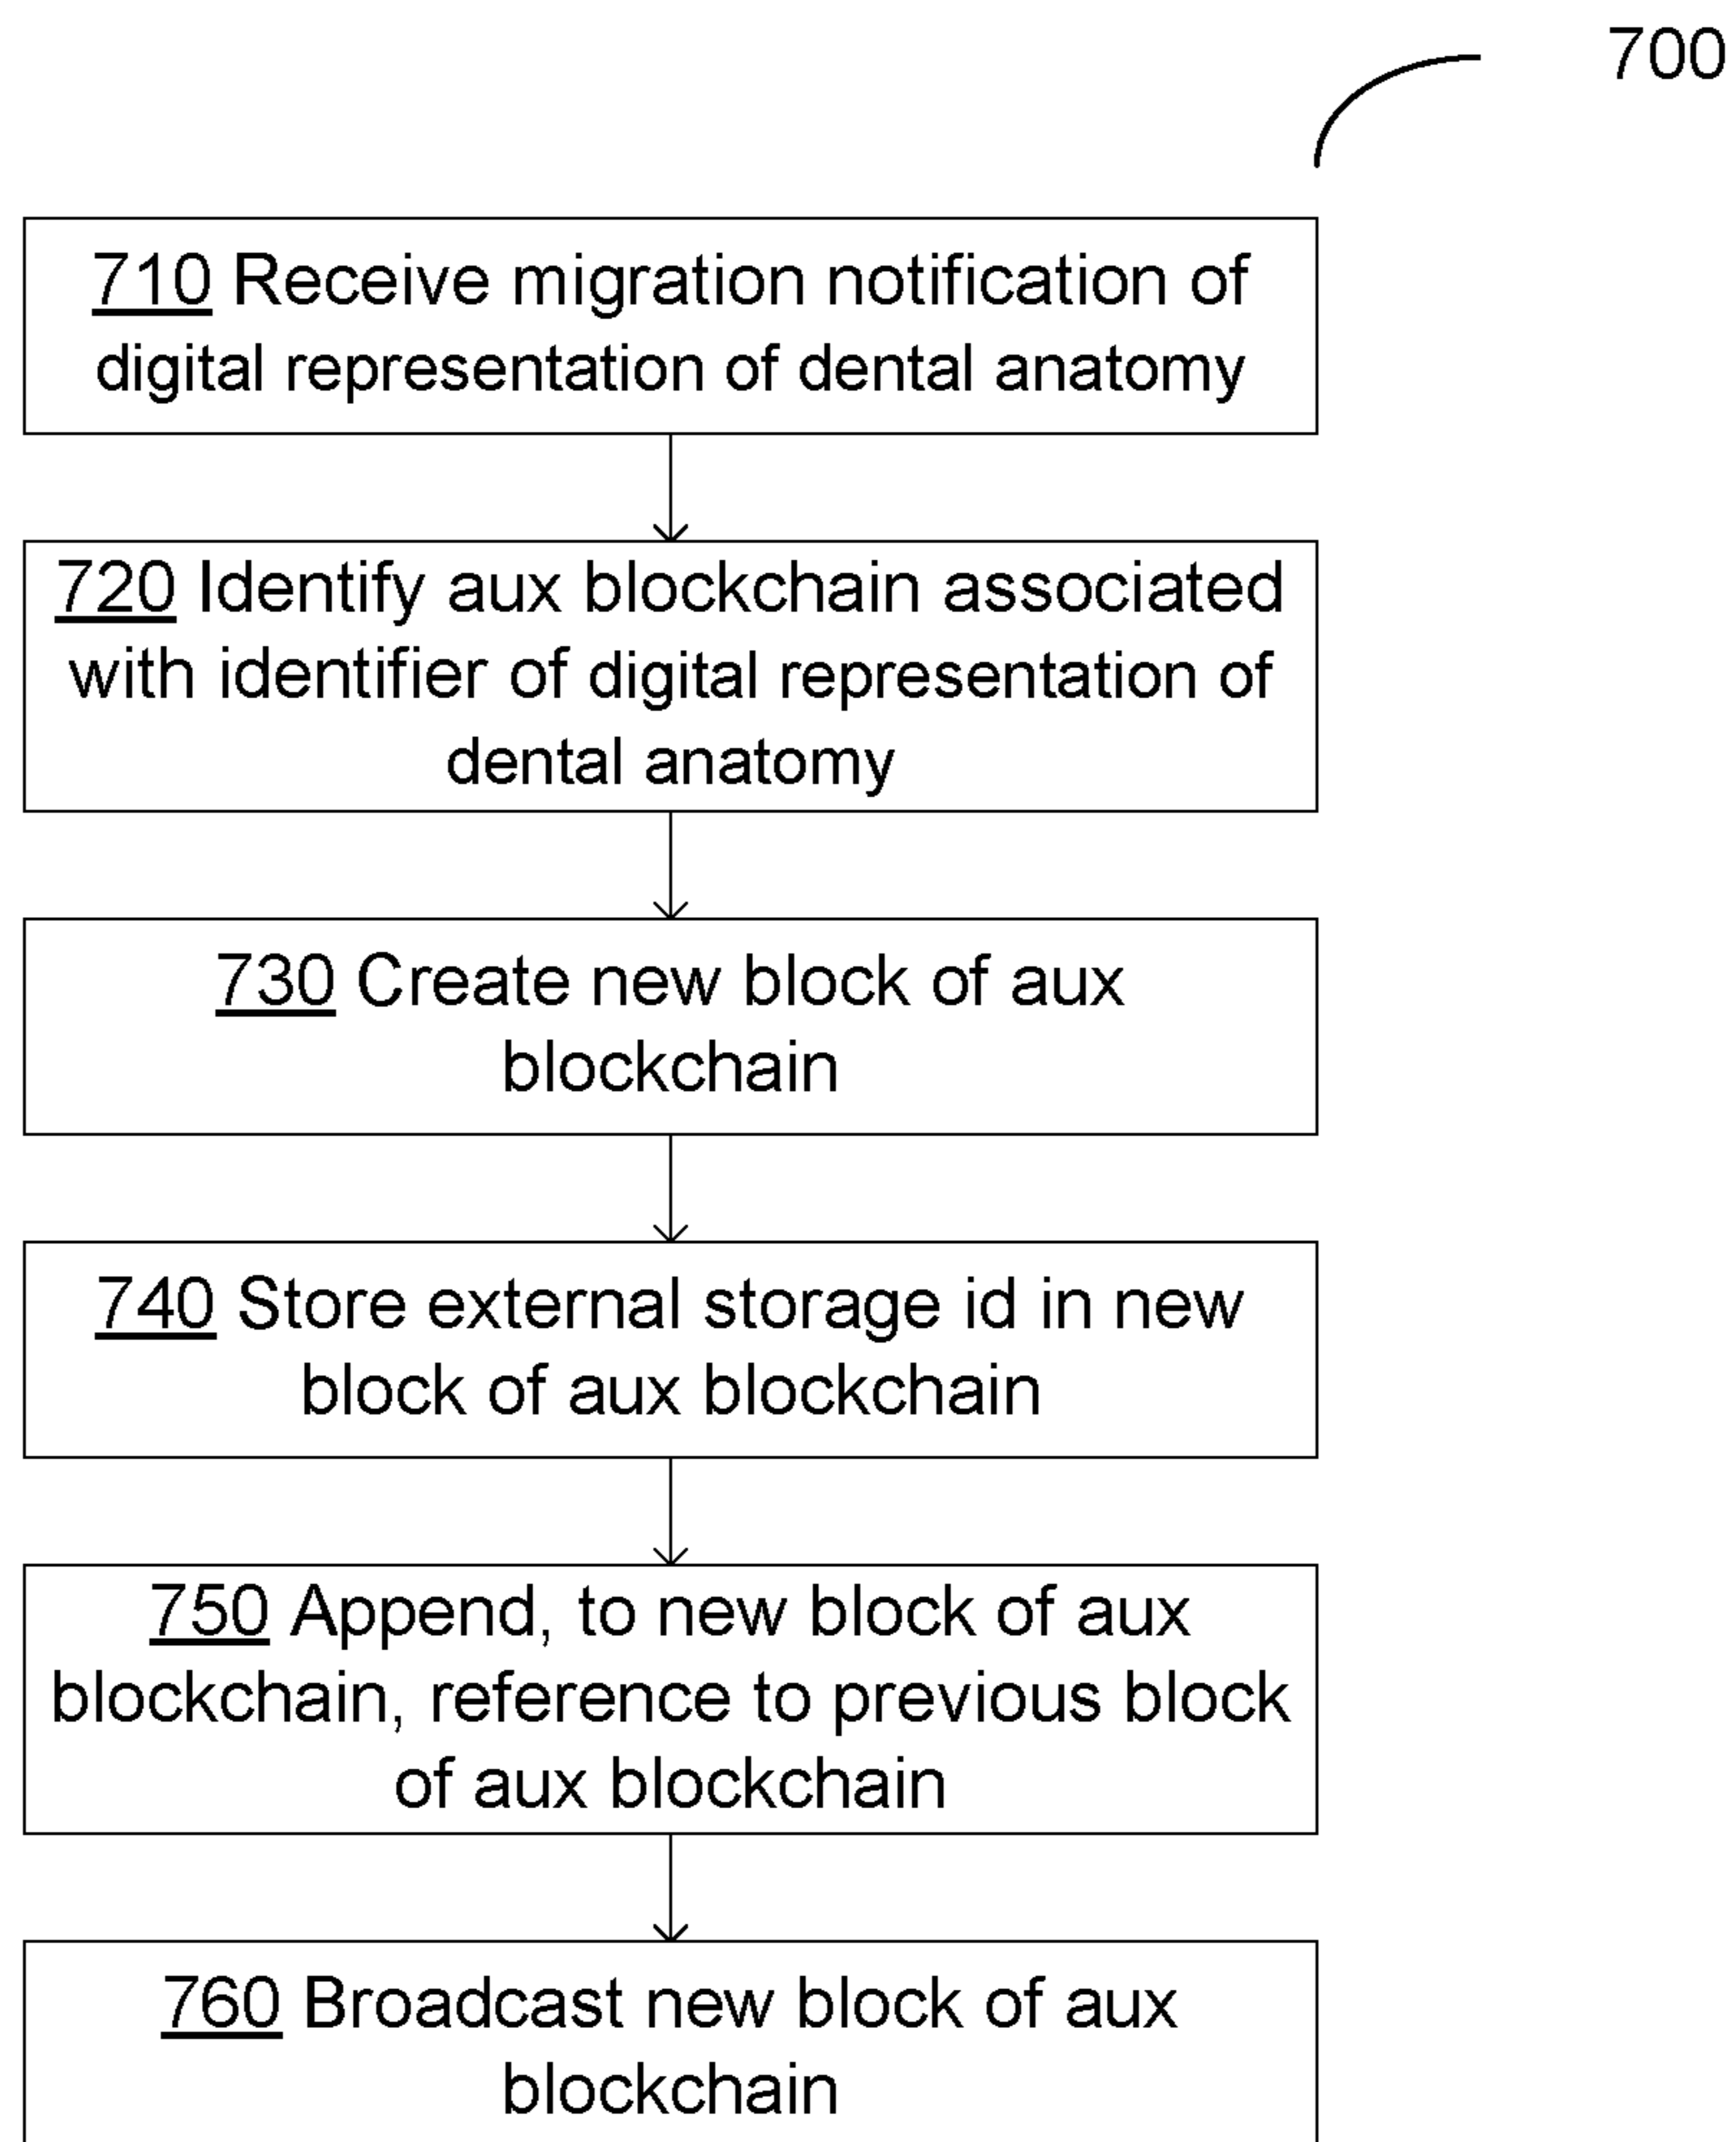 700
710 Receive migration notification of
digital representation of dental anatomy
720 Identify aux blockchain associated
with identifier of digital representation of
dental anatomy
730 Create new block of aux
blockchain
740 Store external storage id in new
block of aux blockchain
750 Append, to new block of aux
blockchain, reference to previous block
of aux blockchain
760 Broadcast new block of aux
blockchain